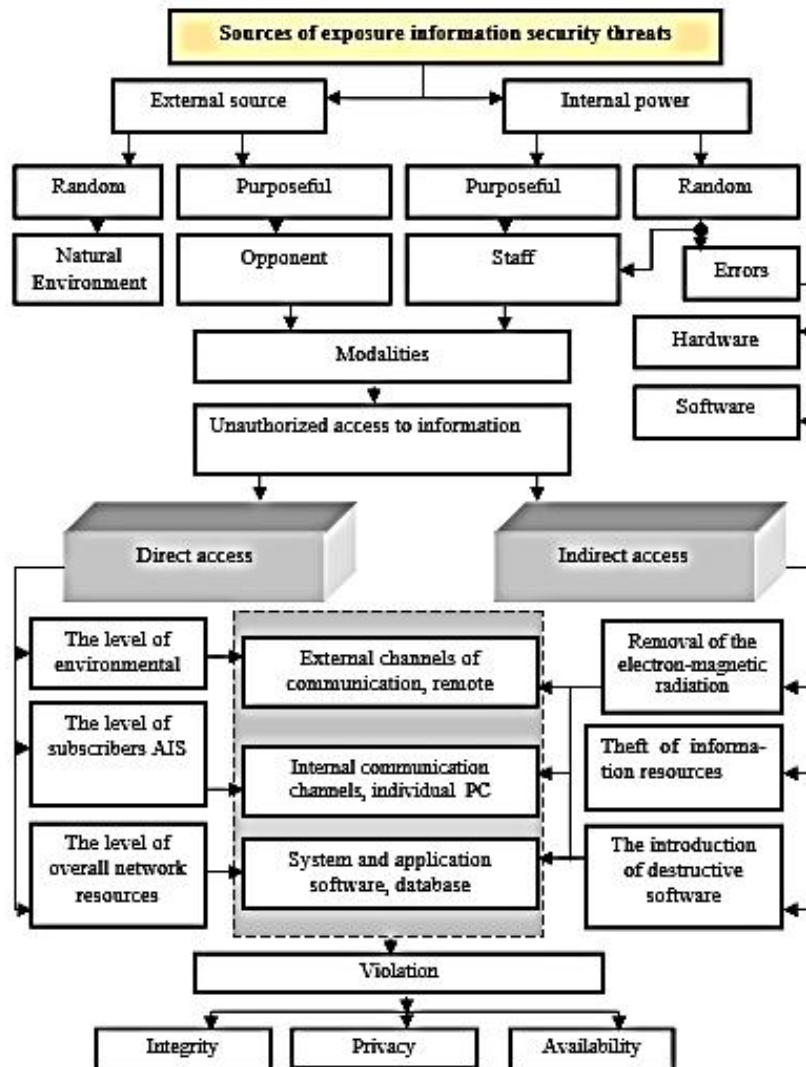 Sources of exposure information security threats
External source
Internal power
Random
Purposeful
Purposeful
Random
Natural
Environment
Opponent
Staff
Errors
Modalities
Hardware
Unauthorized access to information
Software
Direct access
Indirect access
The level of
environmental
External channels of
communication, remote
Removal of the
electron-magnetic
radiation
The level of
subscribers AIS
Internal communication
channels, individual PC
Theft of informa-
tion resources
The level of
overall network
resources
System and application
software, database
The introduction
of destructive
software
Violation
Integrity
Privacy
Availability